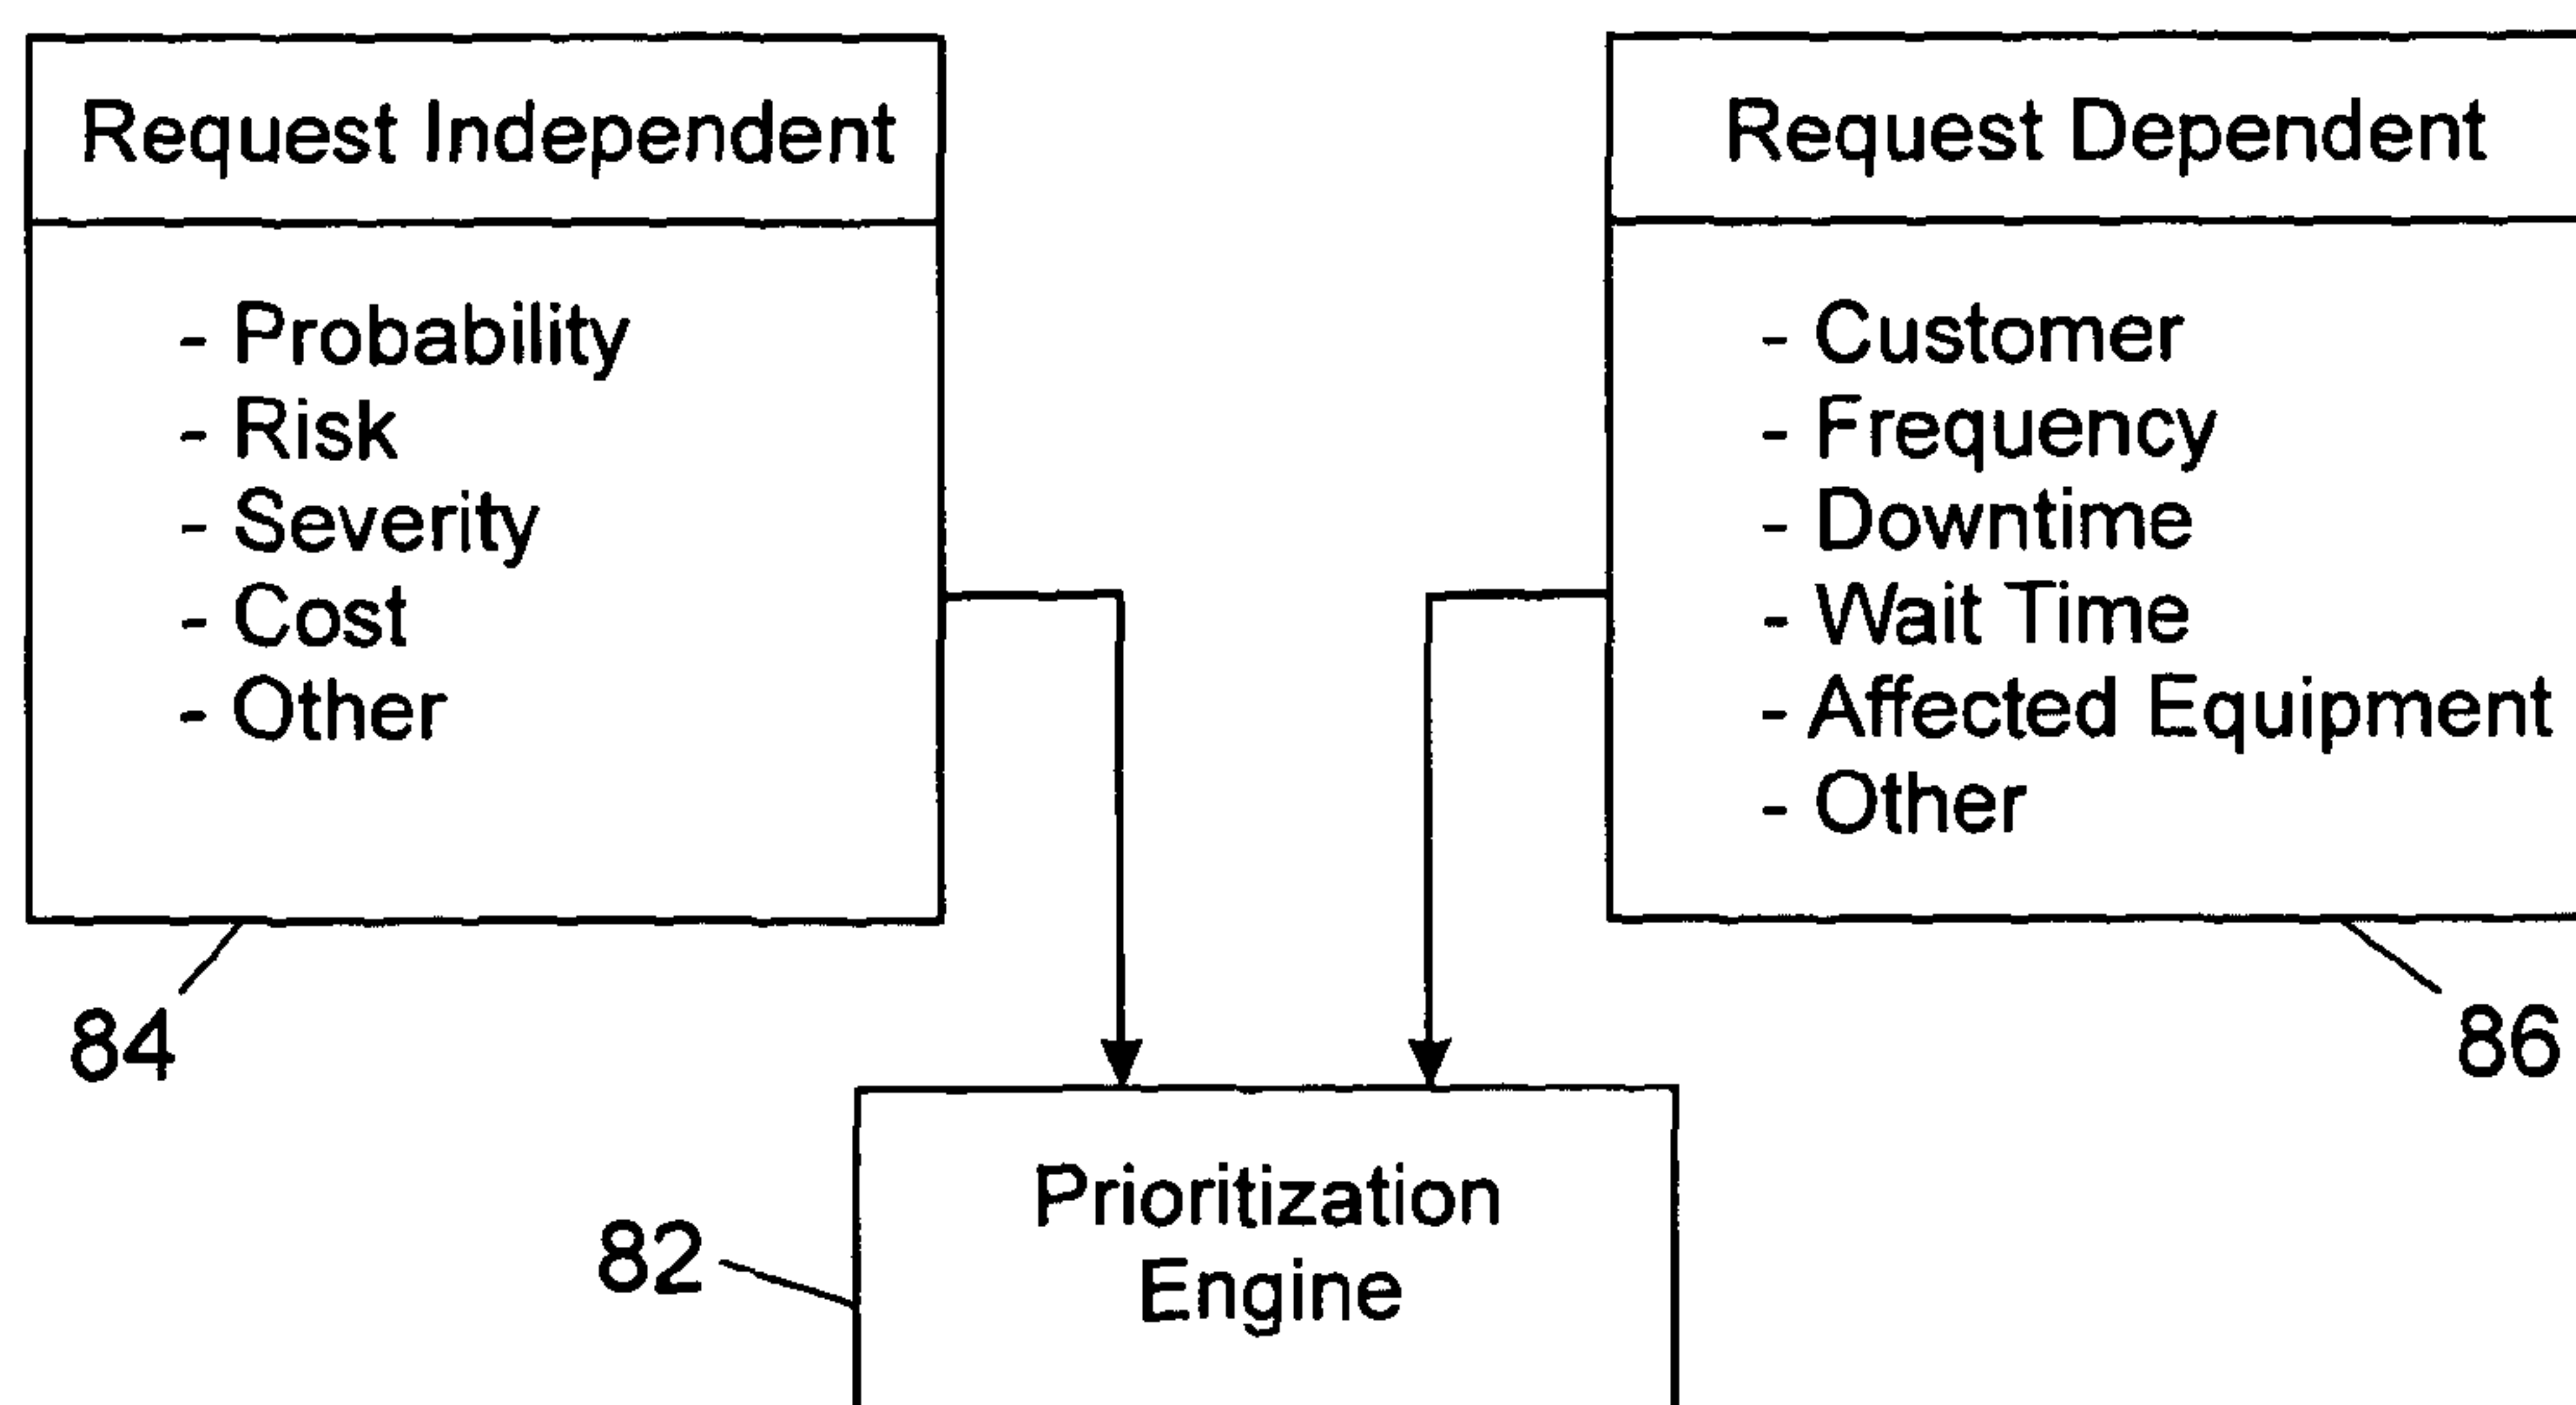 Request Independent
- Probability
- Risk
- Severity
- Cost
- Other
84
Request Dependent
- Customer
- Frequency
- Downtime
- Wait Time
- Affected Equipment
- Other
86
82
Prioritization
Engine